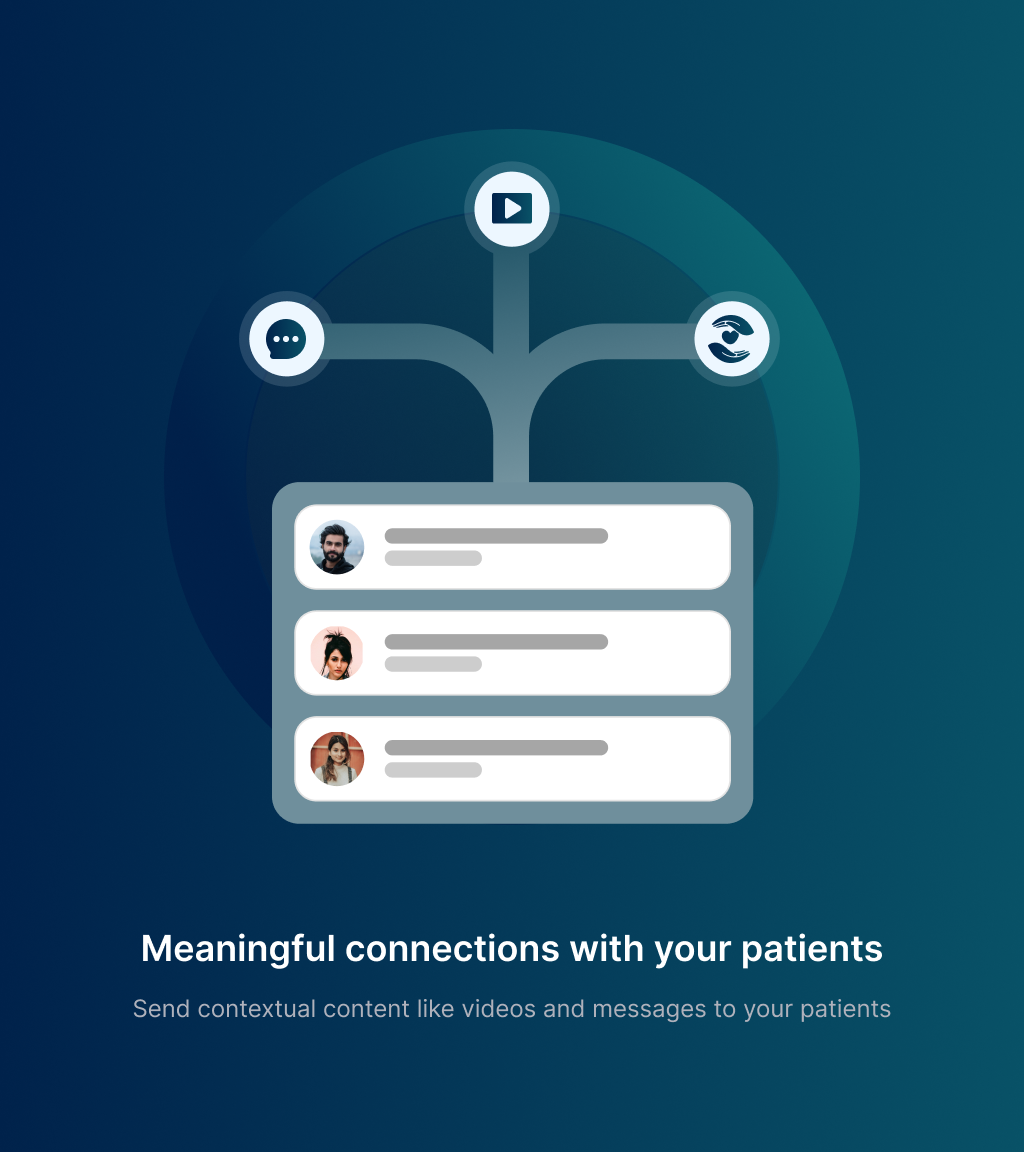 Meaningful connections with your patients
Send contextual content like videos and messages to your patients